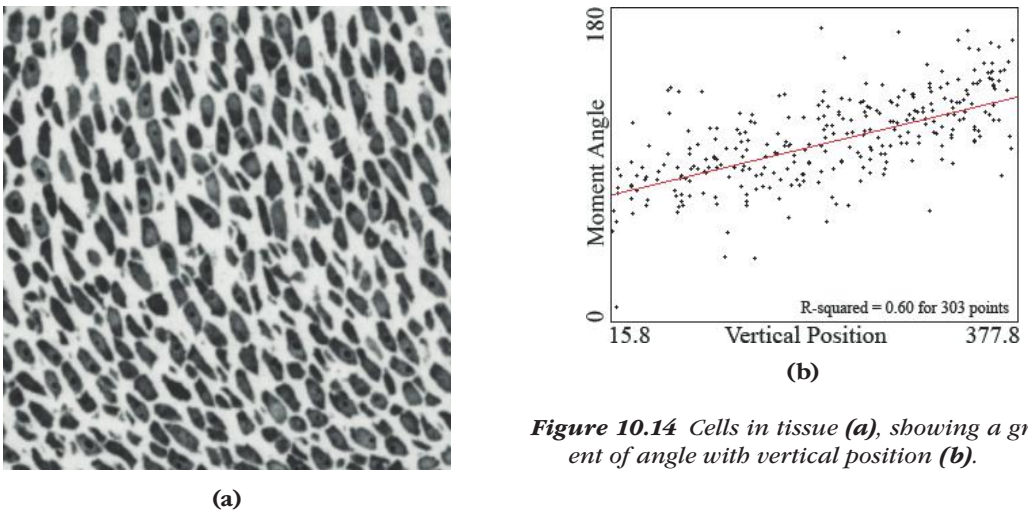 (a)
180
Moment Angle
0
R-squared = 0.60 for 303 points
15.8 Vertical Position 377.8
(b)
Figure 10.14 Cells in tissue (a), showing a gr
ent of angle with vertical position (b).